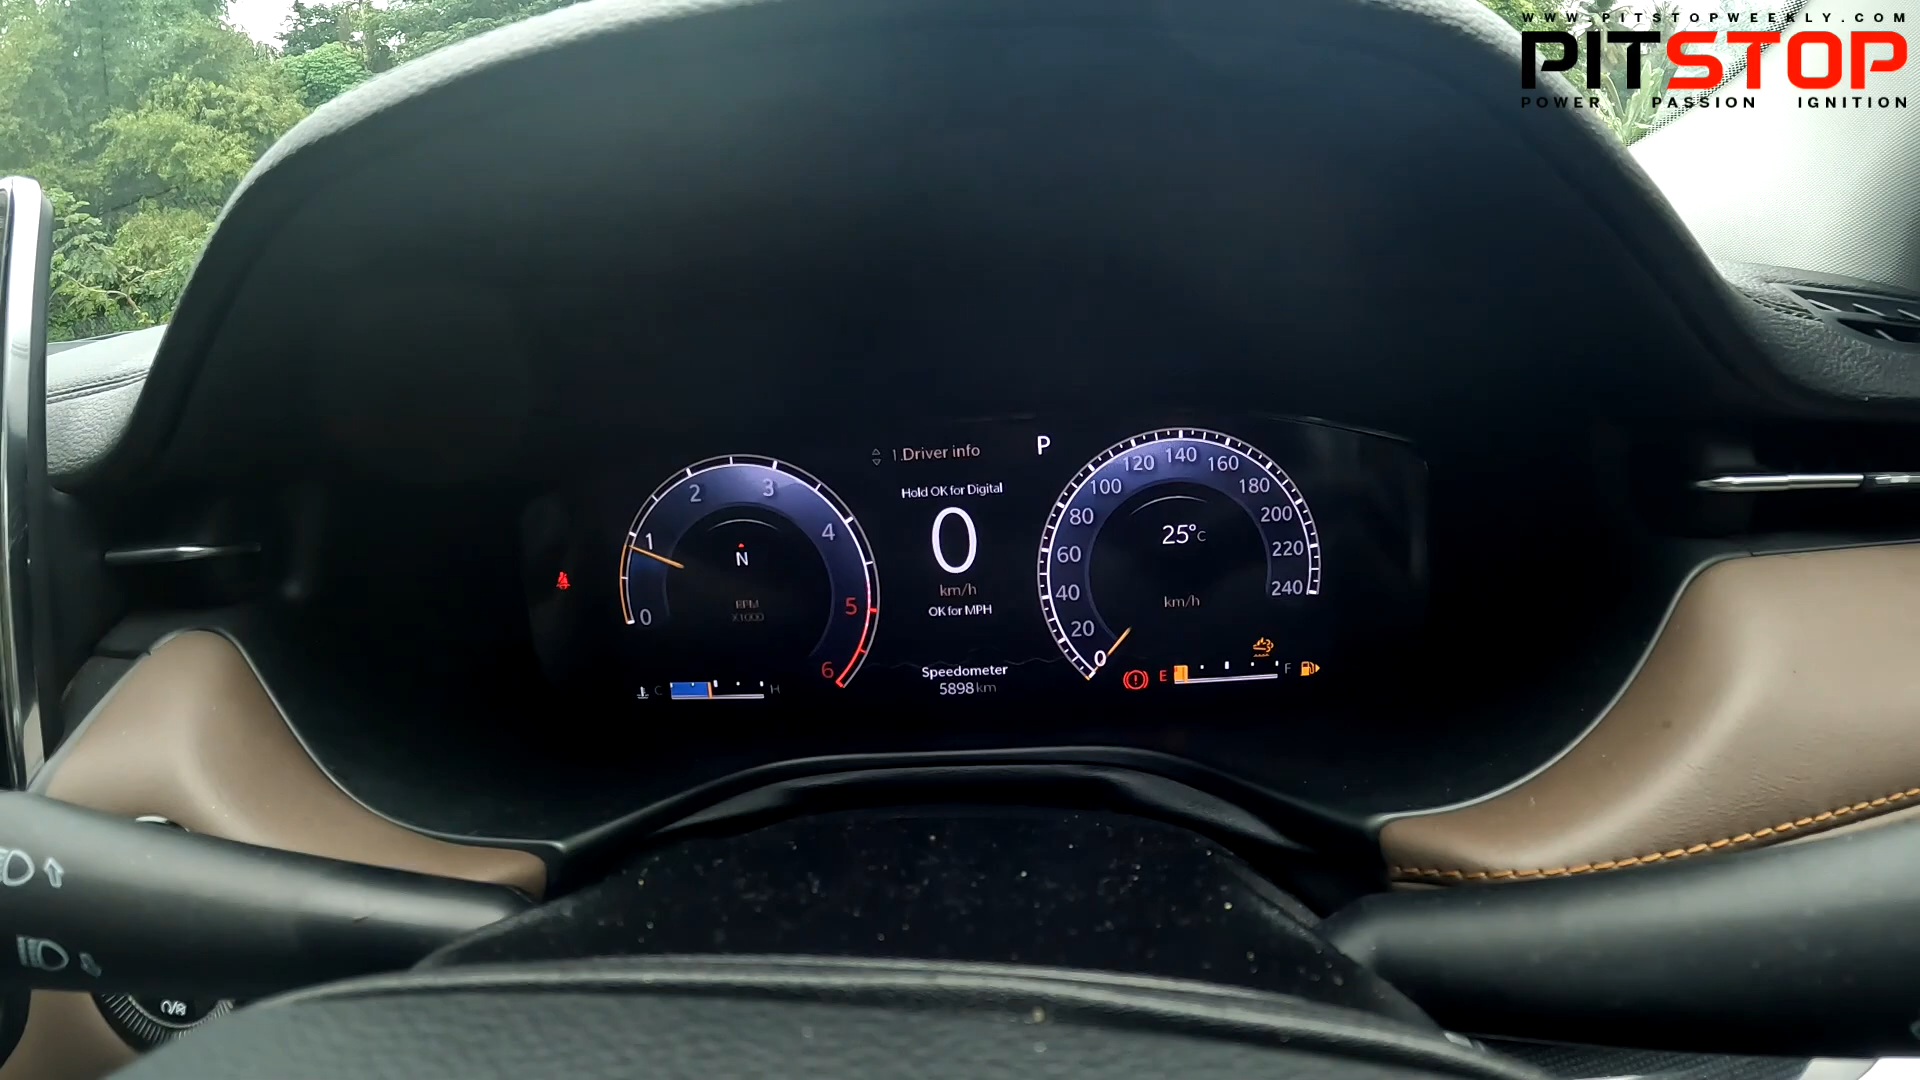 WWW.PITSTOPWEEKLY.COM
PITSTOP
POWER PASSION IGNITION
1.Driver info
P
Hold OK for Digital
0
km/h
OK for MPH
Speedometer
5898 km
0
1
2
3
4
5
6
N
RPM
X1000
C
H
0
20
40
60
80
100
120
140
160
180
200
220
240
25°C
km/h
E
F